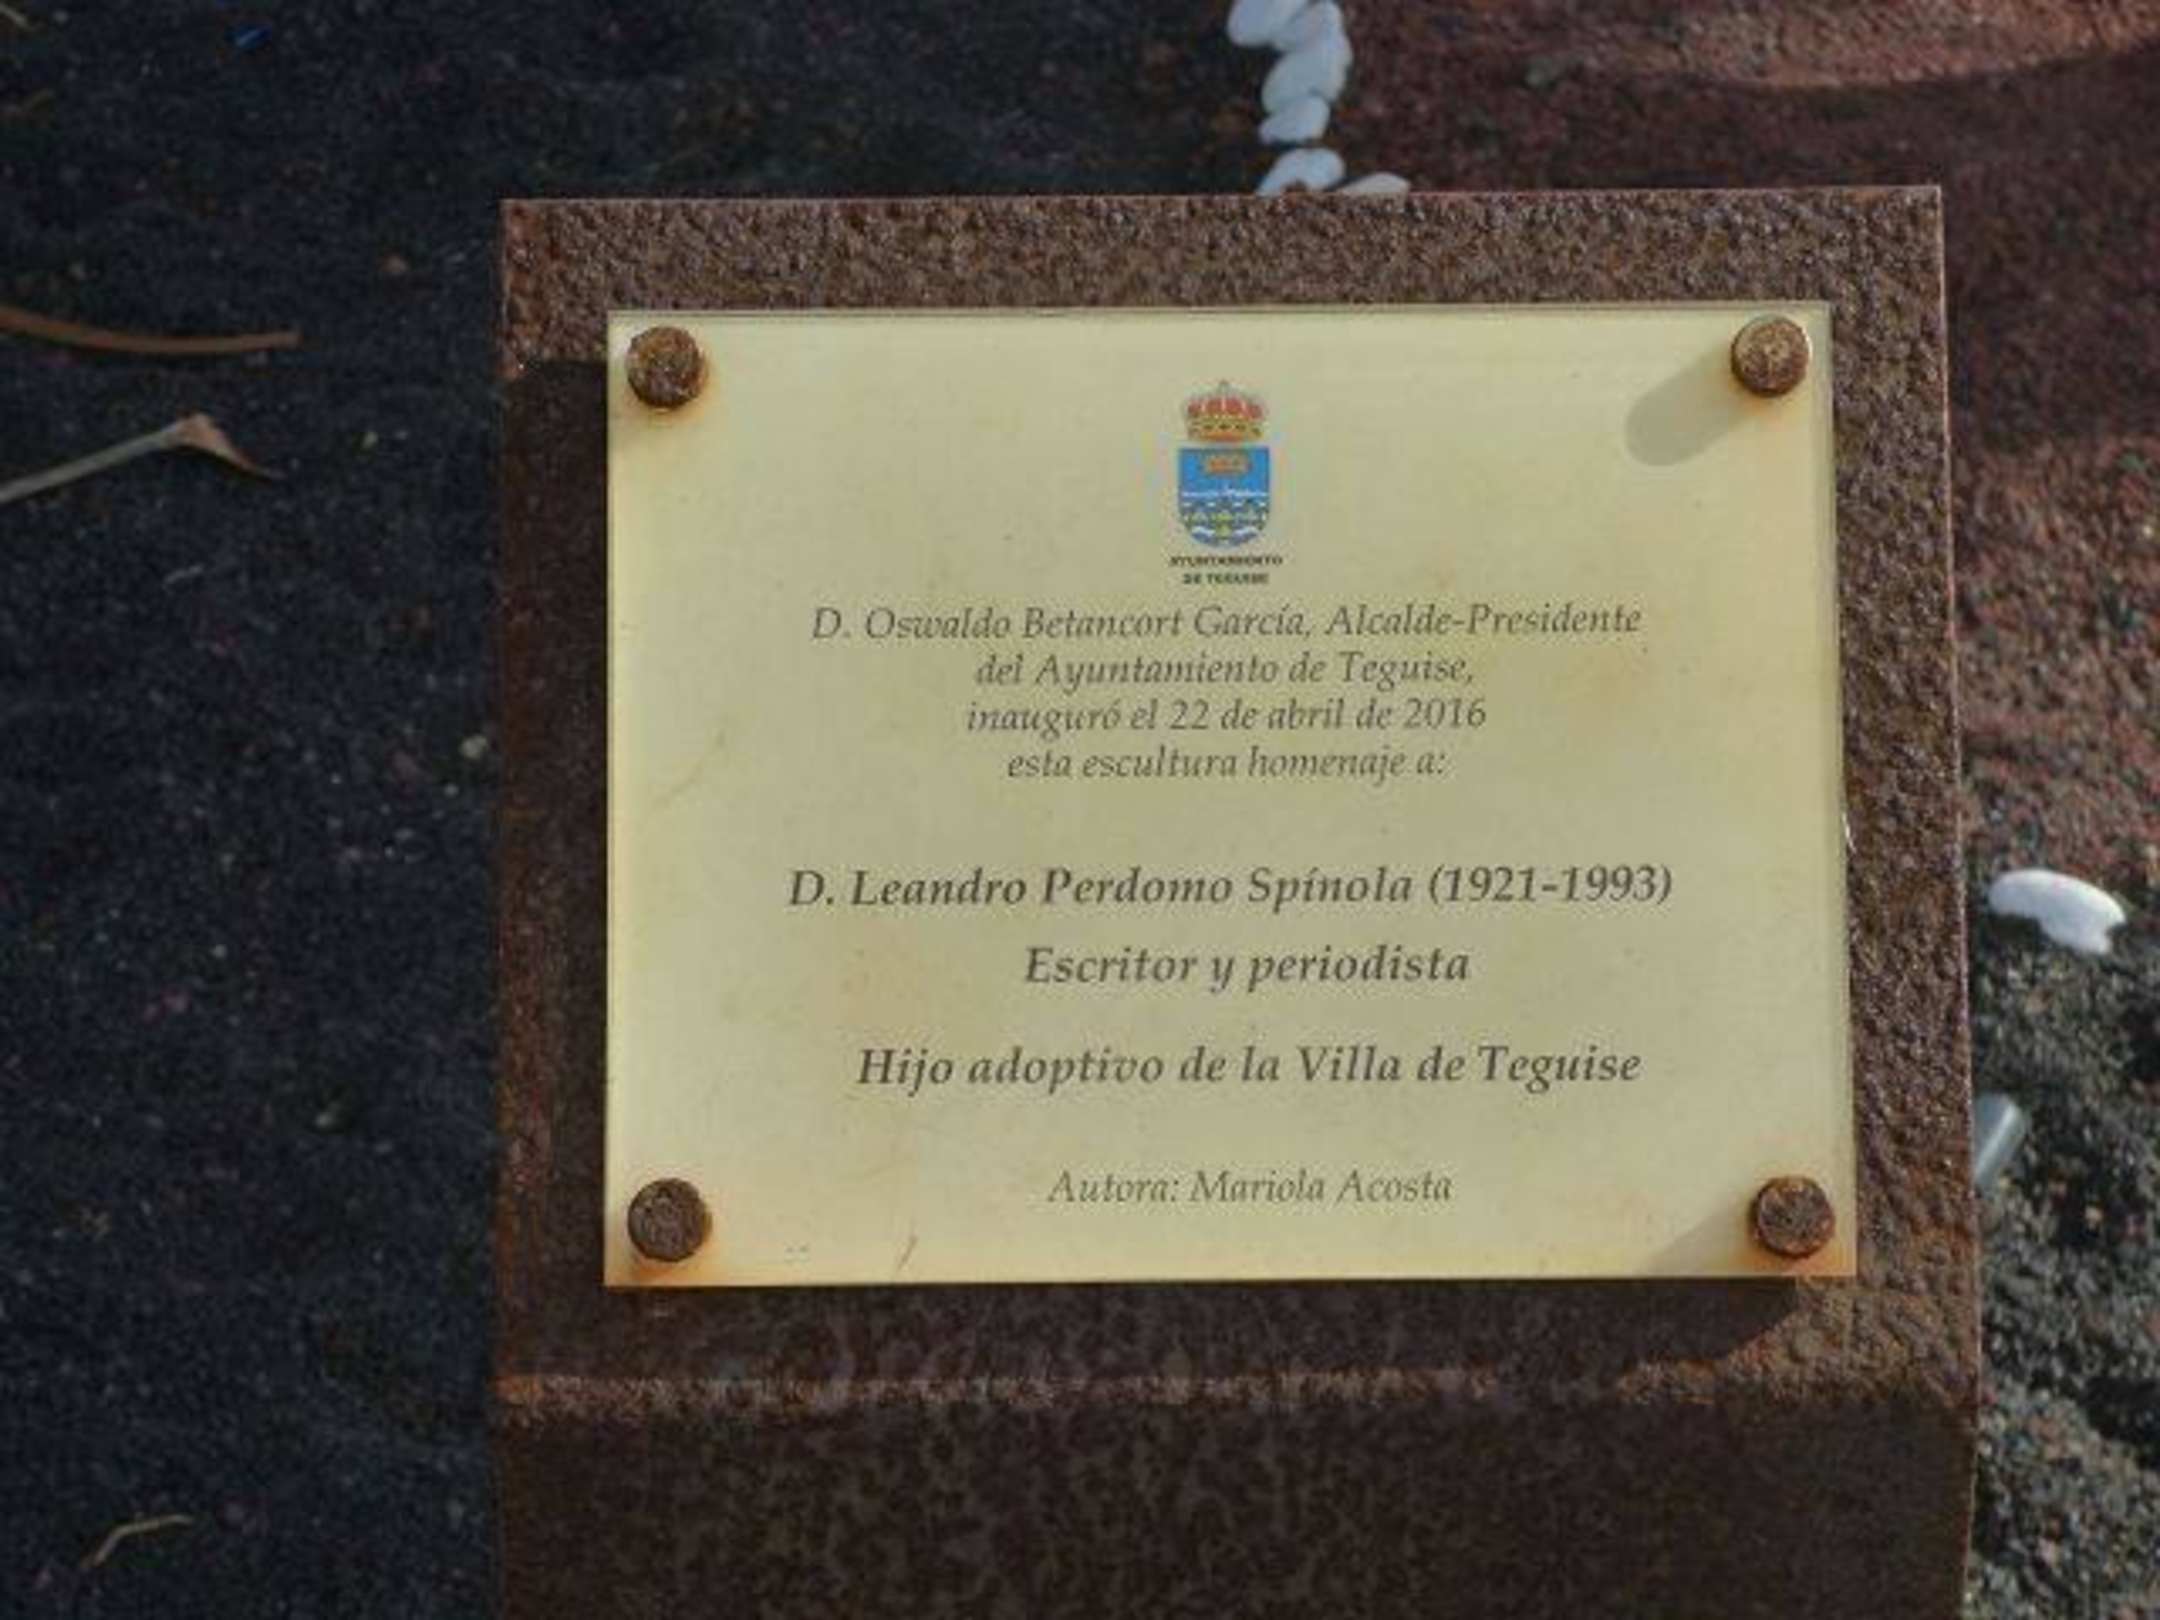 AYUNTAMIENTO
DE TEGUISE
D. Oswaldo Betancort García, Alcalde-Presidente
del Ayuntamiento de Teguise,
inauguró el 22 de abril de 2016
esta escultura homenaje a:
D. Leandro Perdomo Spínola (1921-1993)
Escritor y periodista
Hijo adoptivo de la Villa de Teguise
Autora: Mariola Acosta